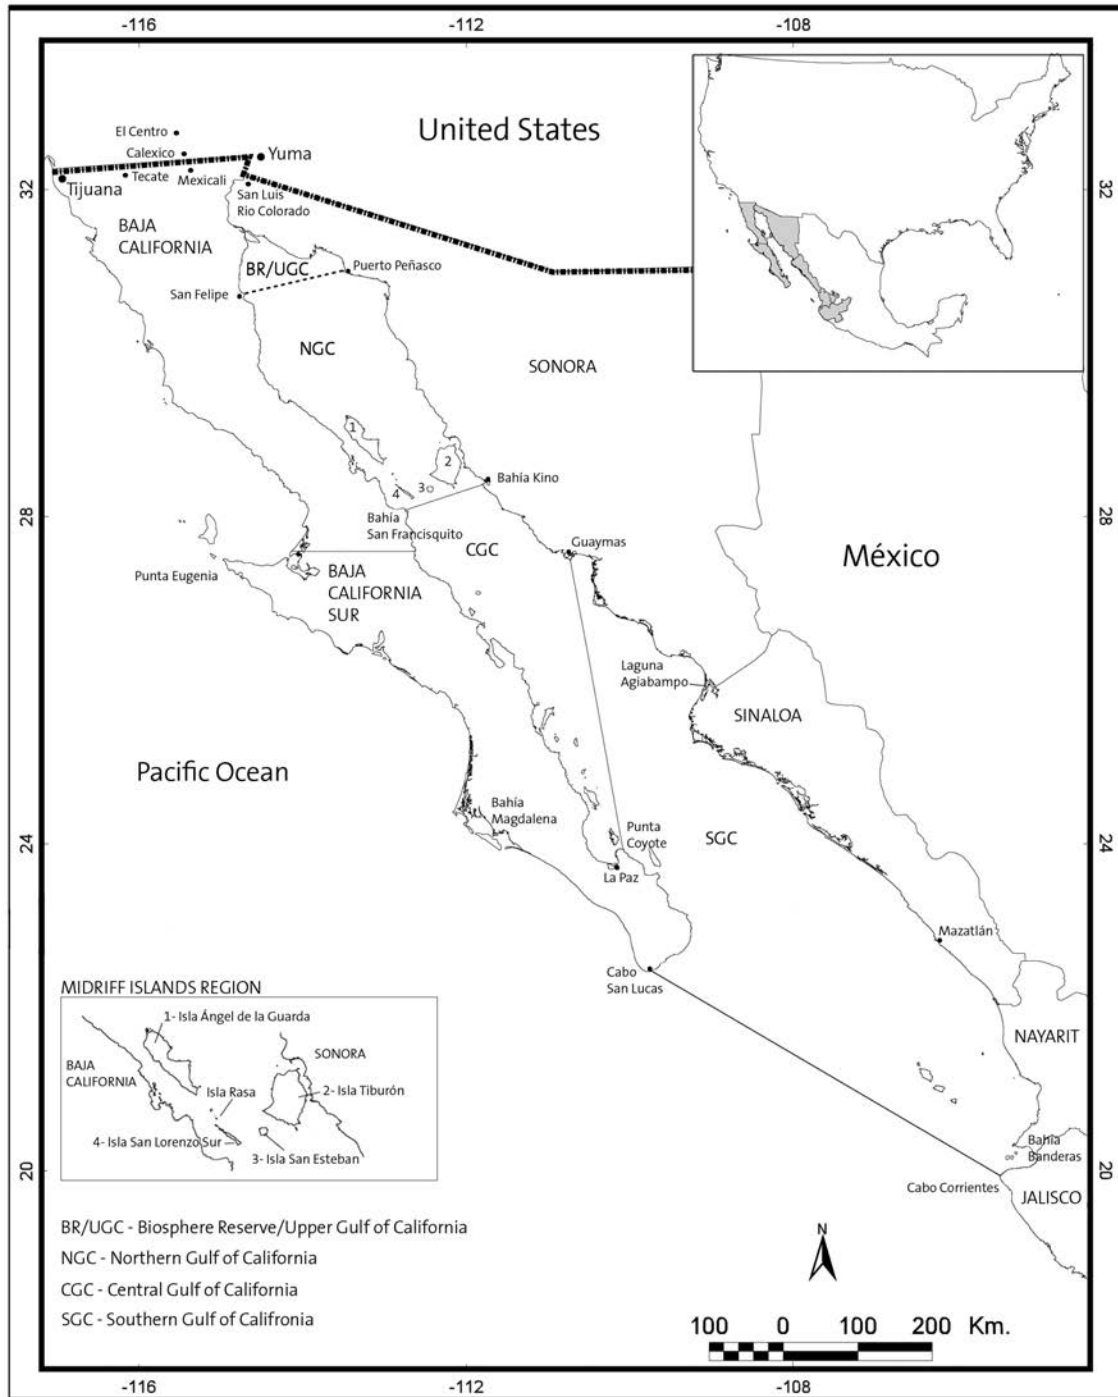 -116
-112
-108
United States
El Centro
Calexico
Yuma
Tecate
Mexicali
Tijuana
San Luis
Rio Colorado
32
32
BAJA
CALIFORNIA
BR/UGC
Puerto Peñasco
San Felipe
NGC
SONORA
1
2
3
4
Bahía Kino
28
28
Bahía
San Francisquito
CGC
Guaymas
México
Punta Eugenia
BAJA
CALIFORNIA
SUR
Laguna
Agiabampo
SINALOA
Pacific Ocean
Bahía
Magdalena
Punta
Coyote
SGC
24
24
La Paz
Mazatlán
Cabo
San Lucas
NAYARIT
MIDRIFF ISLANDS REGION
1- Isla Ángel de la Guarda
BAJA
CALIFORNIA
SONORA
Isla Rasa
2- Isla Tiburón
4- Isla San Lorenzo Sur
3- Isla San Esteban
Bahía
Banderas
20
20
Cabo Corrientes
JALISCO
BR/UGC - Biosphere Reserve/Upper Gulf of California
NGC - Northern Gulf of California
CGC - Central Gulf of California
SGC - Southern Gulf of Califronia
N
100 0 100 200 Km.
-116
-112
-108